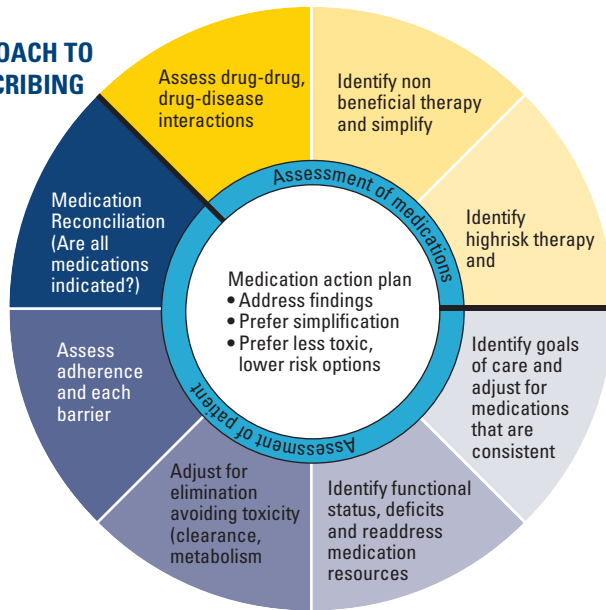 OACH TO
CRIBING
Assess drug-drug,
drug-disease
interactions
Identify non
beneficial therapy
and simplify
Identify
highrisk therapy
and
Identify goals
of care and
adjust for
medications
that are
consistent
Identify functional
status, deficits
and readdress
medication
resources
Adjust for
elimination
avoiding toxicity
(clearance,
metabolism
Assess
adherence
and each
barrier
Medication
Reconciliation
(Are all
medications
indicated?)
Assessment of medications
Assessment of patient
Medication action plan
• Address findings
• Prefer simplification
• Prefer less toxic,
lower risk options